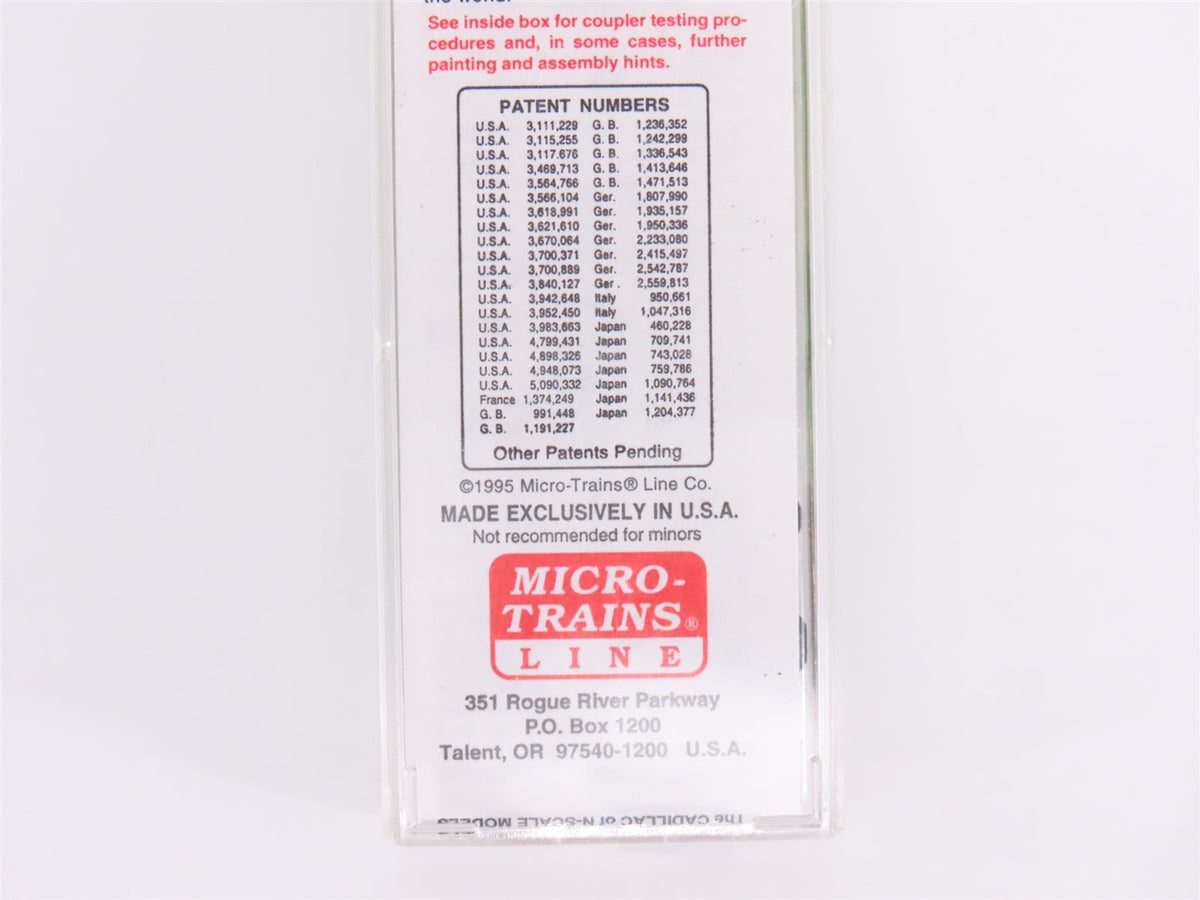 the world.
See inside box for coupler testing pro-
cedures and, in some cases, further
painting and assembly hints.
PATENT NUMBERS
U.S.A. 3,111,229 G. B. 1,236,352
U.S.A. 3,115,255 G. B. 1,242,299
U.S.A. 3,117.676 G. B. 1,336,543
U.S.A. 3,469,713 G. B. 1,413,646
U.S.A. 3,564,766 G. B. 1,471,513
U.S.A. 3,566,104 Ger. 1,807,990
U.S.A. 3,618,991 Ger. 1,935,157
U.S.A. 3,621,610 Ger. 1,950,336
U.S.A. 3,670,064 Ger. 2,233,080
U.S.A. 3,700,371 Ger. 2,415,497
U.S.A. 3,700,889 Ger. 2,542,787
U.S.A. 3,840,127 Ger. 2,559,813
U.S.A. 3,942,648 Italy 950,661
U.S.A. 3,952,450 Italy 1,047,316
U.S.A. 3,983,663 Japan 460,228
U.S.A. 4,799,431 Japan 709,741
U.S.A. 4,898,326 Japan 743,028
U.S.A. 4,948,073 Japan 759,786
U.S.A. 5,090,332 Japan 1,090,764
France 1,374,249 Japan 1,141,436
G. B. 991,448 Japan 1,204,377
G. B. 1,191,227
Other Patents Pending
©1995 Micro-Trains® Line Co.
MADE EXCLUSIVELY IN U.S.A.
Not recommended for minors
MICRO-
TRAINS®
LINE
351 Rogue River Parkway
P.O. Box 1200
Talent, OR 97540-1200 U.S.A.
The CADILLAC of N-SCALE MODELS